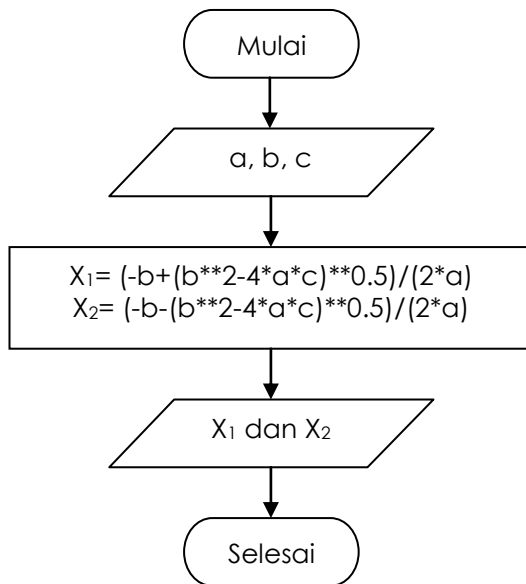 Mulai
a, b, c
X₁= (-b+(b**2-4*a*c)**0.5)/(2*a)
X₂= (-b-(b**2-4*a*c)**0.5)/(2*a)
X₁ dan X₂
Selesai